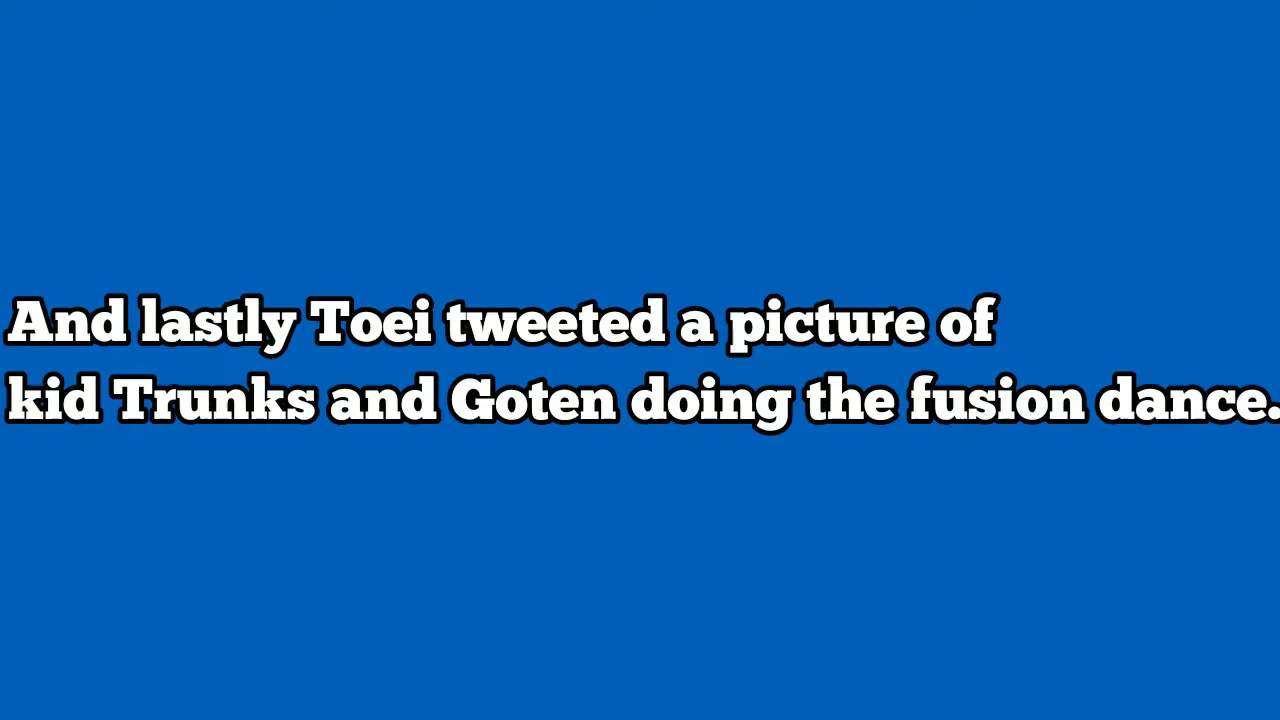 And lastly Toei tweeted a picture of
kid Trunks and Goten doing the fusion dance.